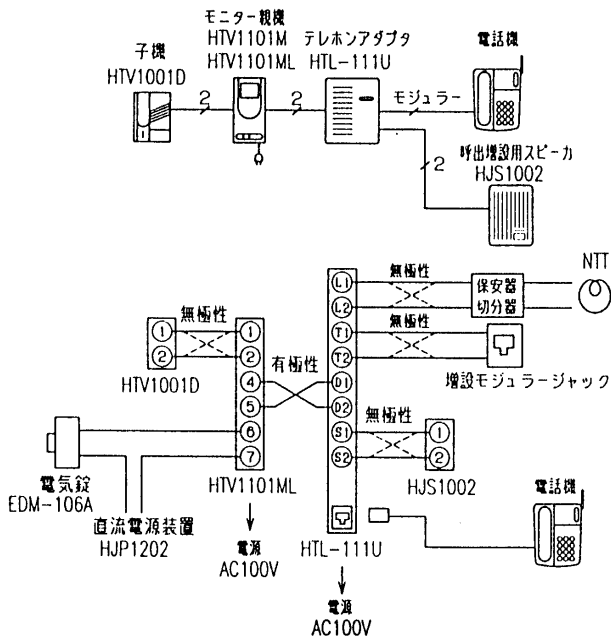 モニター親機
HTV1101M
HTV1101ML
テレホンアダプタ
HTL-111U
電話機
子機
HTV1001D
2
2
モジュラー
2
呼出増設用スピーカ
HJS1002
無極性
NTT
L1
L2
保安器
切分器
無極性
T1
T2
増設モジュラージャック
無極性
1
2
HTV1001D
1
2
4
5
6
7
有極性
D1
D2
無極性
S1
S2
1
2
HJS1002
電気錠
EDM-106A
直流電源装置
HJP1202
HTV1101ML
電源
AC100V
HTL-111U
電源
AC100V
電話機